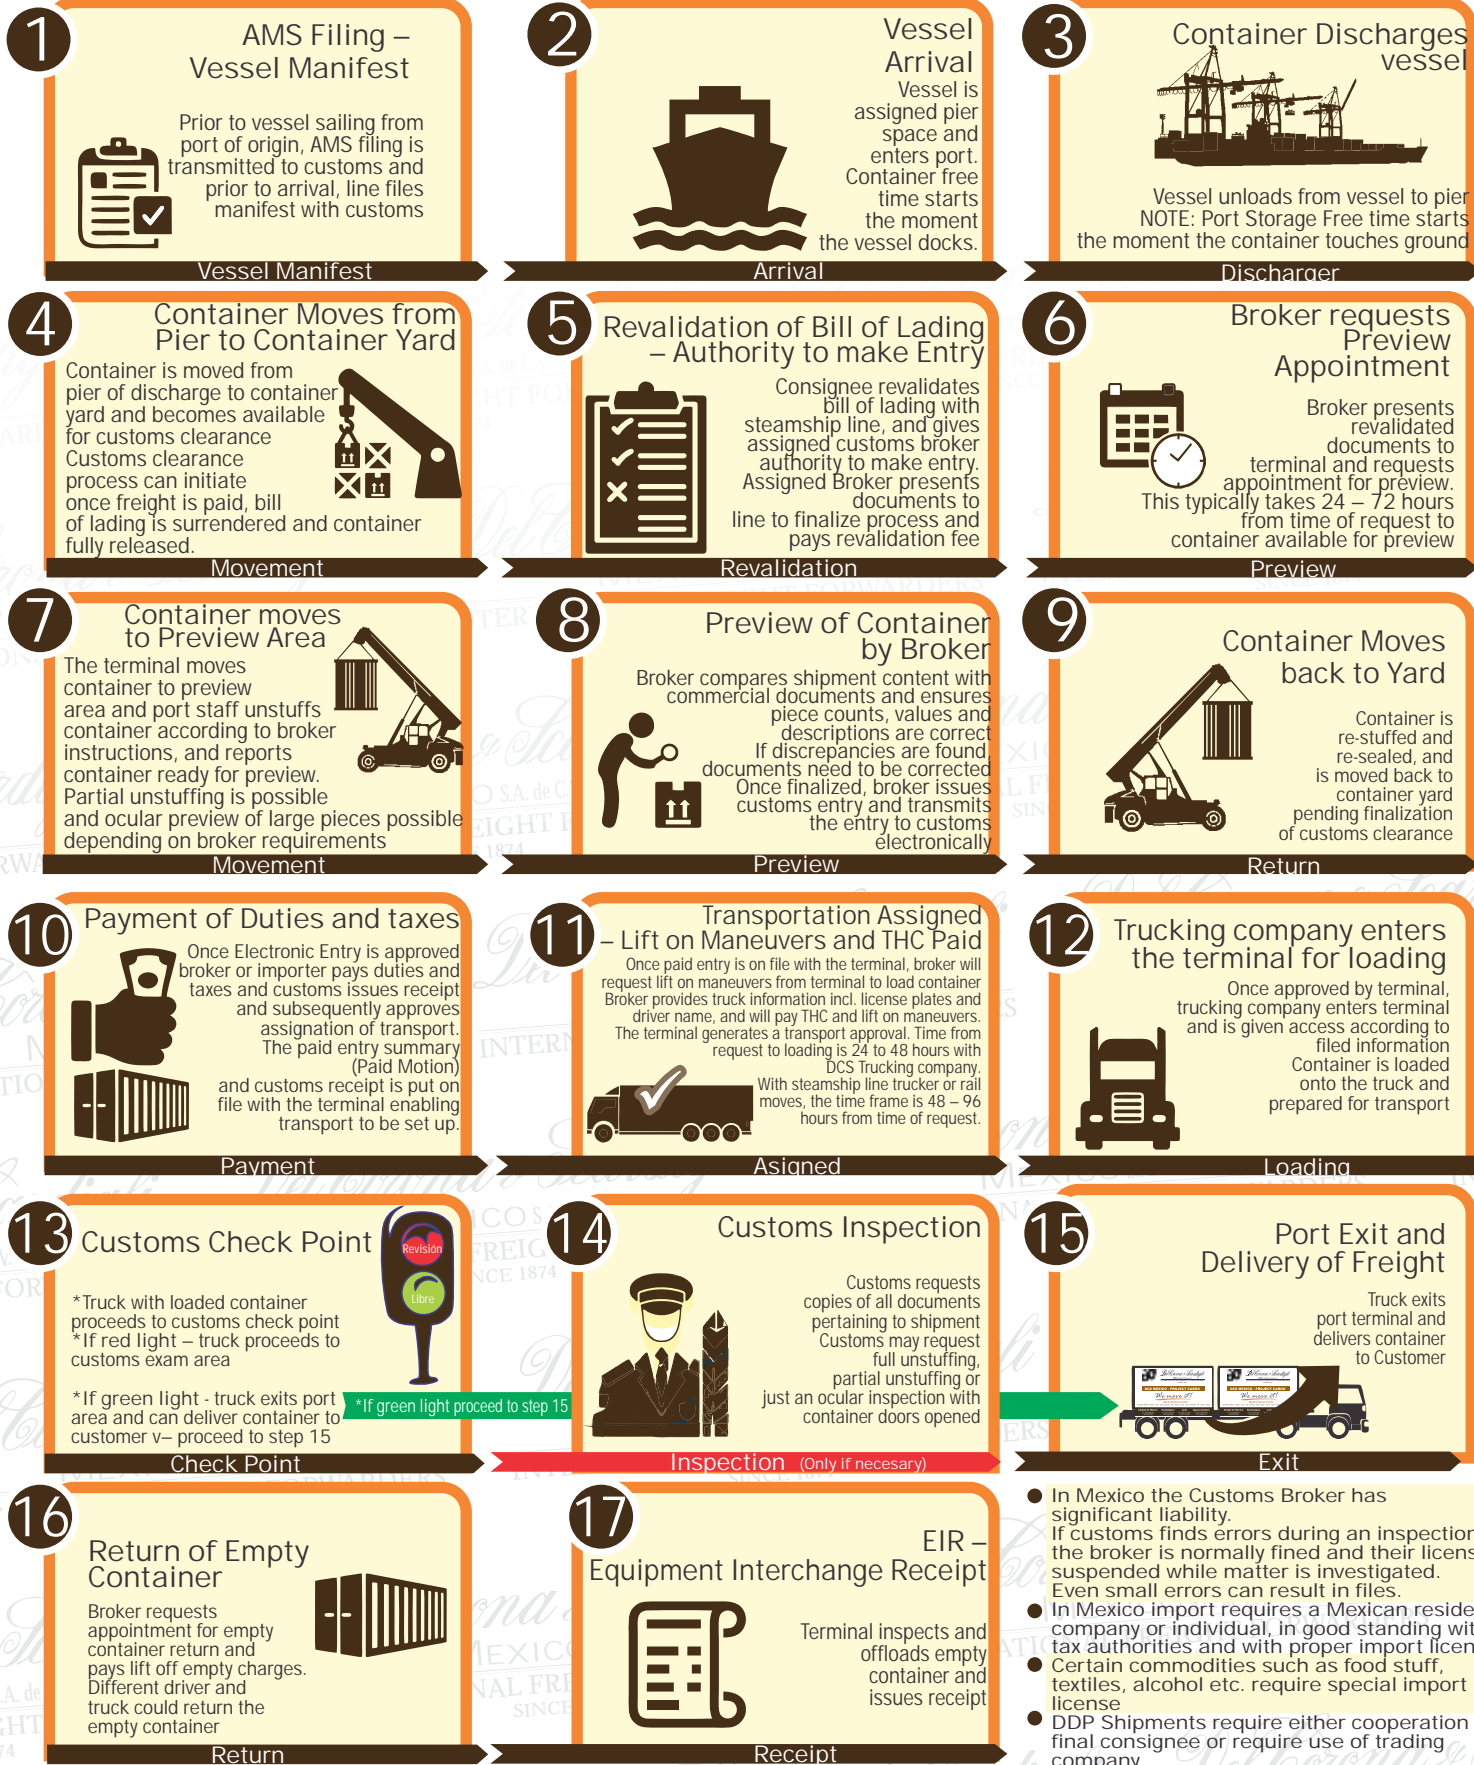 1
AMS Filing –
Vessel Manifest
Prior to vessel sailing from
port of origin, AMS filing is
transmitted to customs and
prior to arrival, line files
manifest with customs
Vessel Manifest
2
Vessel
Arrival
Vessel is
assigned pier
space and
enters port.
Container free
time starts
the moment
the vessel docks.
Arrival
3
Container Discharges
vessel
Vessel unloads from vessel to pier
NOTE: Port Storage Free time starts
the moment the container touches ground
Discharger
4
Container Moves from
Pier to Container Yard
Container is moved from
pier of discharge to container
yard and becomes available
for customs clearance
Customs clearance
process can initiate
once freight is paid, bill
of lading is surrendered and container
fully released.
Movement
5
Revalidation of Bill of Lading
– Authority to make Entry
Consignee revalidates
bill of lading with
steamship line, and gives
assigned customs broker
authority to make entry.
Assigned Broker presents
documents to
line to finalize process and
pays revalidation fee
Revalidation
6
Broker requests
Preview
Appointment
Broker presents
revalidated
documents to
terminal and requests
appointment for preview.
This typically takes 24 – 72 hours
from time of request to
container available for preview
Preview
7
Container moves
to Preview Area
The terminal moves
container to preview
area and port staff unstuffs
container according to broker
instructions, and reports
container ready for preview.
Partial unstuffing is possible
and ocular preview of large pieces possible
depending on broker requirements
Movement
8
Preview of Container
by Broker
Broker compares shipment content with
commercial documents and ensures
piece counts, values and
descriptions are correct
If discrepancies are found,
documents need to be corrected
Once finalized, broker issues
customs entry and transmits
the entry to customs
electronically
Preview
9
Container Moves
back to Yard
Container is
re-stuffed and
re-sealed, and
is moved back to
container yard
pending finalization
of customs clearance
Return
10
Payment of Duties and taxes
Once Electronic Entry is approved
broker or importer pays duties and
taxes and customs issues receipt
and subsequently approves
assignation of transport.
The paid entry summary
(Paid Motion)
and customs receipt is put on
file with the terminal enabling
transport to be set up.
Payment
11
Transportation Assigned
– Lift on Maneuvers and THC Paid
Once paid entry is on file with the terminal, broker will
request lift on maneuvers from terminal to load container
Broker provides truck information incl. license plates and
driver name, and will pay THC and lift on maneuvers.
The terminal generates a transport approval. Time from
request to loading is 24 to 48 hours with
DCS Trucking company.
With steamship line trucker or rail
moves, the time frame is 48 – 96
hours from time of request.
Asigned
12
Trucking company enters
the terminal for loading
Once approved by terminal,
trucking company enters terminal
and is given access according to
filed information
Container is loaded
onto the truck and
prepared for transport
Loading
13
Customs Check Point
Revisión
Libre
*Truck with loaded container
proceeds to customs check point
*If red light – truck proceeds to
customs exam area
*If green light - truck exits port
area and can deliver container to
customer v– proceed to step 15
*If green light proceed to step 15
Check Point
14
Customs Inspection
Customs requests
copies of all documents
pertaining to shipment
Customs may request
full unstuffing,
partial unstuffing or
just an ocular inspection with
container doors opened
Inspection (Only if necesary)
15
Port Exit and
Delivery of Freight
Truck exits
port terminal and
delivers container
to Customer
DCS MEXICO - PROJECT CARGO
We move it!
DCS MEXICO - PROJECT CARGO
We move it!
Exit
16
Return of Empty
Container
Broker requests
appointment for empty
container return and
pays lift off empty charges.
Different driver and
truck could return the
empty container
Return
17
EIR –
Equipment Interchange Receipt
Terminal inspects and
offloads empty
container and
issues receipt
Receipt
In Mexico the Customs Broker has
significant liability.
If customs finds errors during an inspection
the broker is normally fined and their licens
suspended while matter is investigated.
Even small errors can result in files.
In Mexico import requires a Mexican reside
company or individual, in good standing wit
tax authorities and with proper import licen
Certain commodities such as food stuff,
textiles, alcohol etc. require special import
license
DDP Shipments require either cooperation
final consignee or require use of trading
company